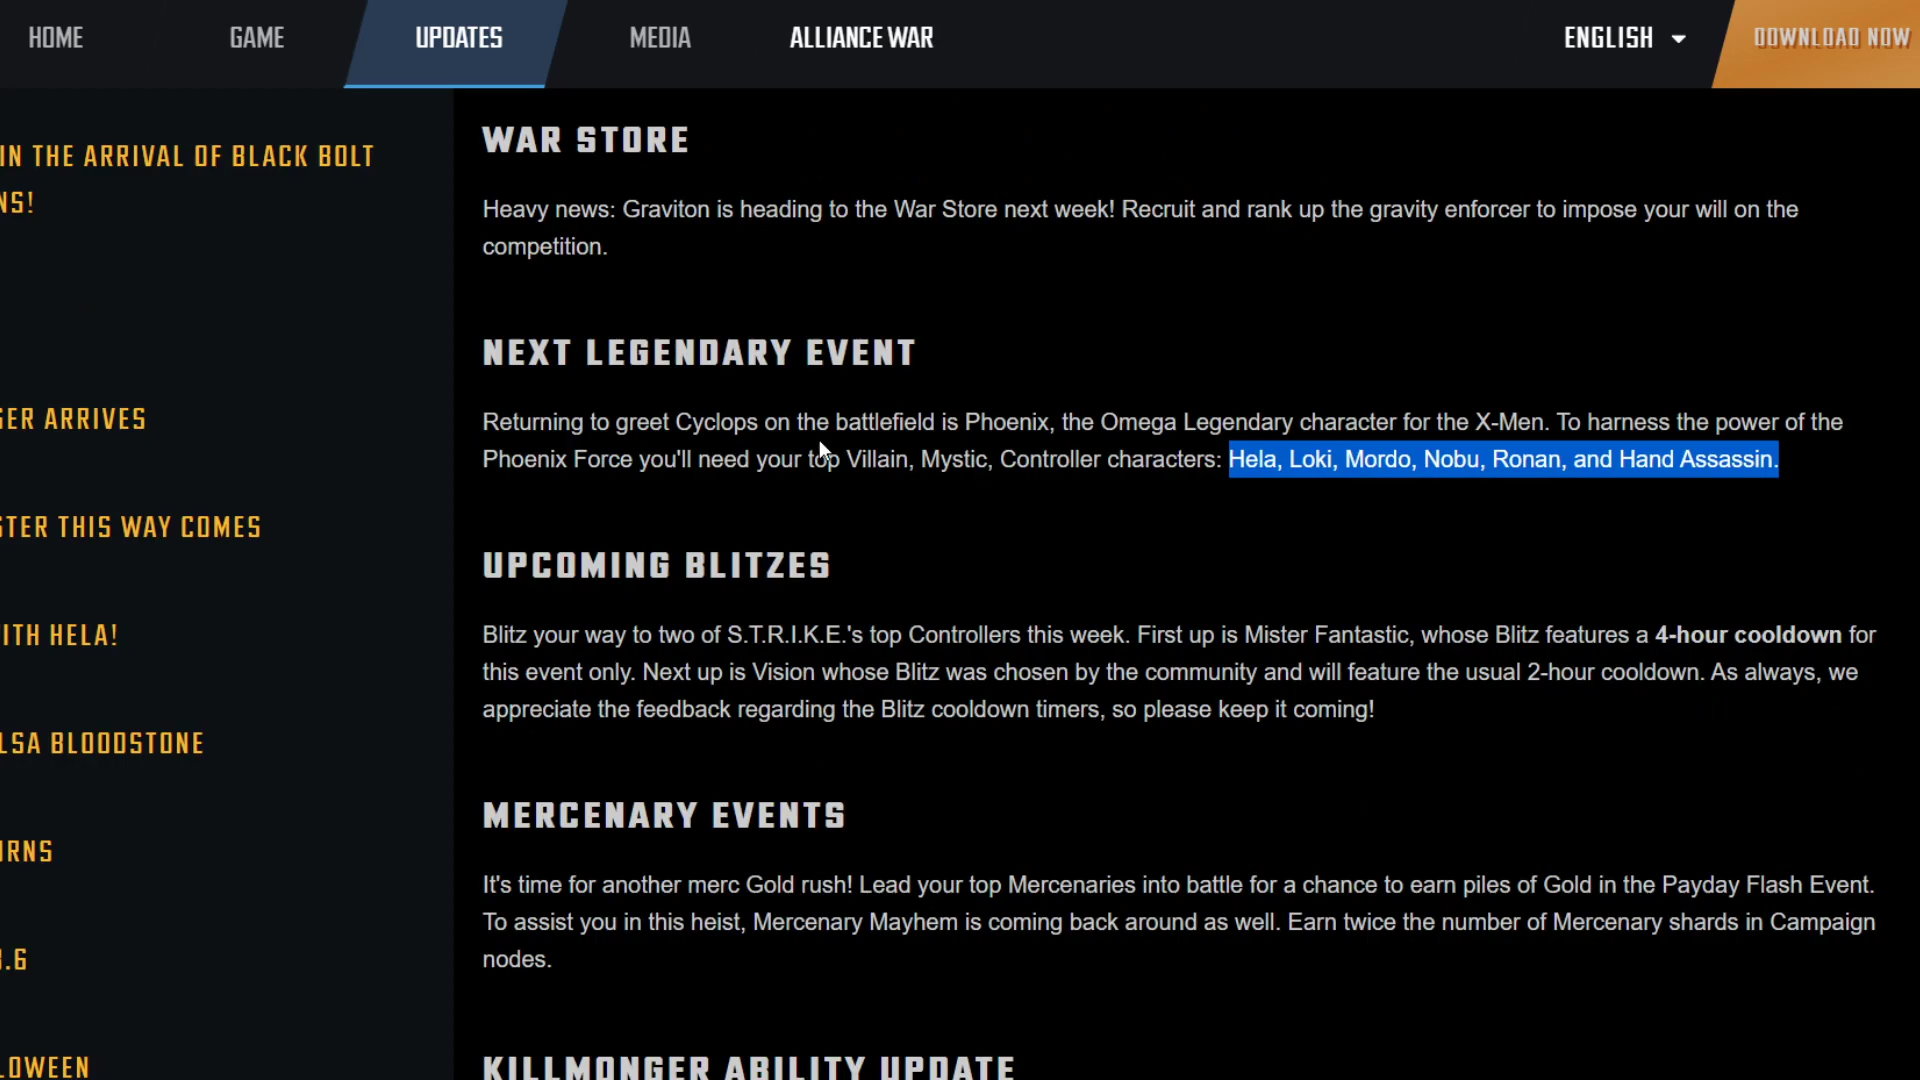 HOME GAME UPDATES MEDIA ALLIANCE WAR ENGLISH DOWNLOAD NOW
IN THE ARRIVAL OF BLACK BOLT
NS!
GER ARRIVES
STER THIS WAY COMES
ITH HELA!
LSA BLOODSTONE
URNS
3.6
LOWEEN
WAR STORE
Heavy news: Graviton is heading to the War Store next week! Recruit and rank up the gravity enforcer to impose your will on the
competition.
NEXT LEGENDARY EVENT
Returning to greet Cyclops on the battlefield is Phoenix, the Omega Legendary character for the X-Men. To harness the power of the
Phoenix Force you'll need your top Villain, Mystic, Controller characters: Hela, Loki, Mordo, Nobu, Ronan, and Hand Assassin.
UPCOMING BLITZES
Blitz your way to two of S.T.R.I.K.E.'s top Controllers this week. First up is Mister Fantastic, whose Blitz features a 4-hour cooldown for
this event only. Next up is Vision whose Blitz was chosen by the community and will feature the usual 2-hour cooldown. As always, we
appreciate the feedback regarding the Blitz cooldown timers, so please keep it coming!
MERCENARY EVENTS
It's time for another merc Gold rush! Lead your top Mercenaries into battle for a chance to earn piles of Gold in the Payday Flash Event.
To assist you in this heist, Mercenary Mayhem is coming back around as well. Earn twice the number of Mercenary shards in Campaign
nodes.
KILLMONGER ABILITY UPDATE